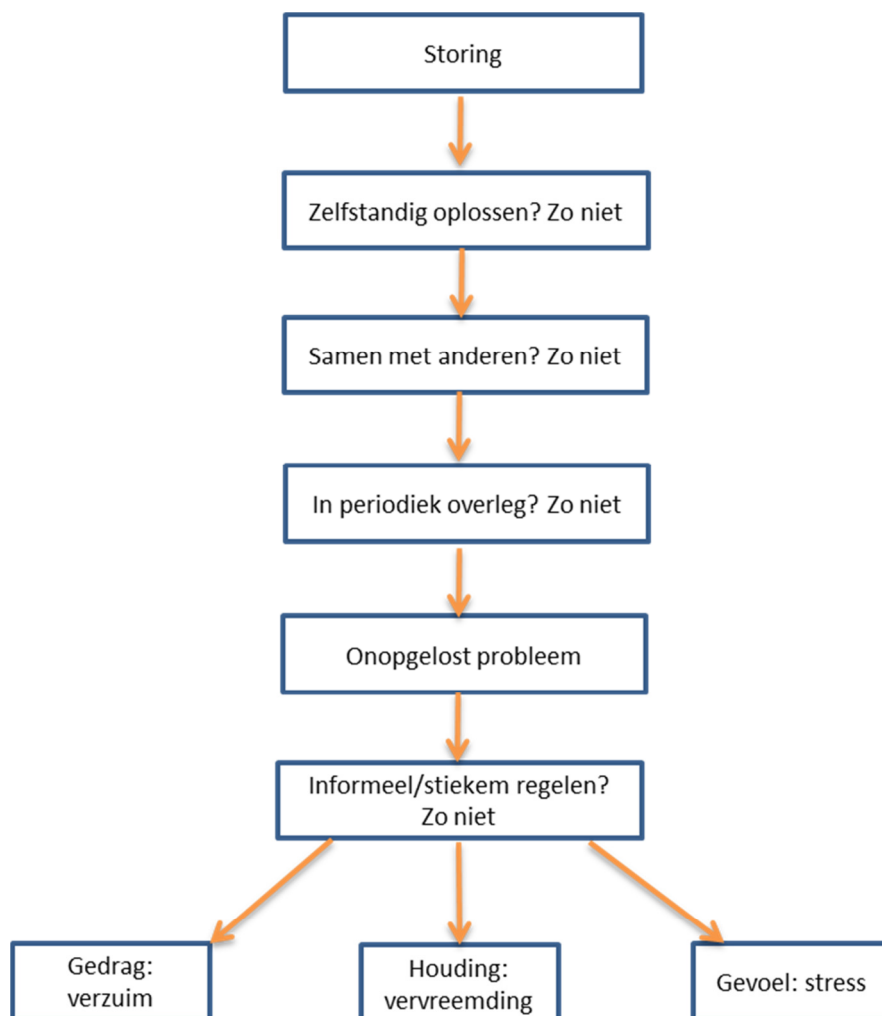 Storing
Zelfstandig oplossen? Zo niet
Samen met anderen? Zo niet
In periodiek overleg? Zo niet
Onopgelost probleem
Informeel/stiekem regelen?
Zo niet
Gedrag:
verzuim
Houding:
vervreemding
Gevoel: stress